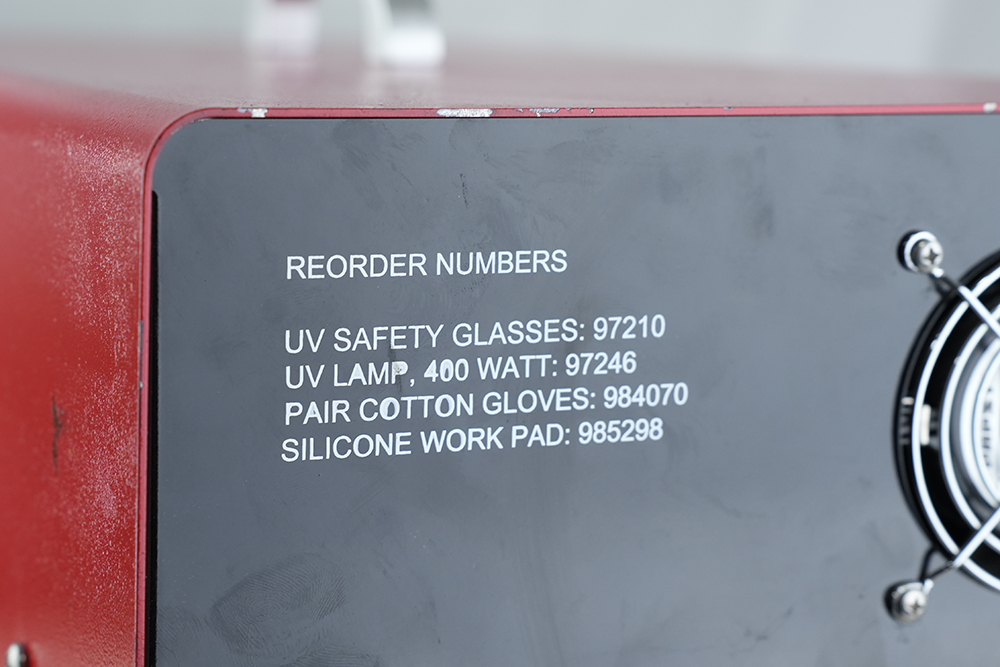 REORDER NUMBERS
UV SAFETY GLASSES: 97210
UV LAMP, 400 WATT: 97246
PAIR COTTON GLOVES: 984070
SILICONE WORK PAD: 985298